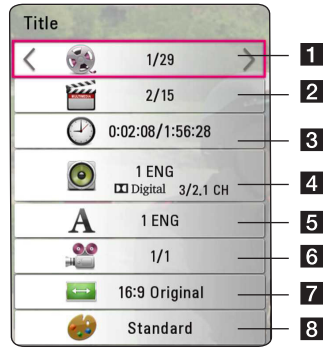 Title
1/29
1
2/15
2
0:02:08/1:56:28
3
1 ENG
Digital 3/2.1 CH
4
A 1 ENG
5
1/1
6
16:9 Original
7
Standard
8